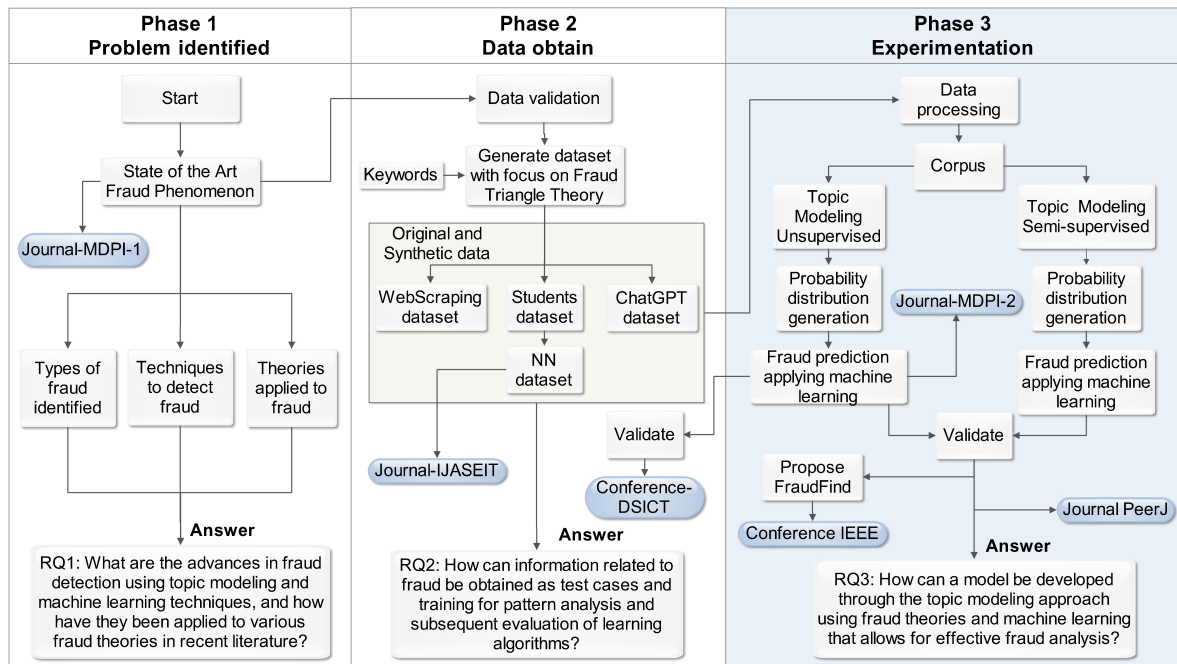 Phase 1
Problem identified
Start
State of the Art
Fraud Phenomenon
Journal-MDPI-1
Types of
fraud
identified
Techniques
to detect
fraud
Theories
applied to
fraud
Answer
RQ1: What are the advances in fraud
detection using topic modeling and
machine learning techniques, and how
have they been applied to various
fraud theories in recent literature?
Phase 2
Data obtain
Data validation
Keywords
Generate dataset
with focus on Fraud
Triangle Theory
Original and
Synthetic data
WebScraping
dataset
Students
dataset
ChatGPT
dataset
NN
dataset
Journal-IJASEIT
Validate
Conference-
DSICT
Answer
RQ2: How can information related to
fraud be obtained as test cases and
training for pattern analysis and
subsequent evaluation of learning
algorithms?
Phase 3
Experimentation
Data
processing
Corpus
Topic
Modeling
Unsupervised
Topic Modeling
Semi-supervised
Probability
distribution
generation
Journal-MDPI-2
Probability
distribution
generation
Fraud prediction
applying machine
learning
Fraud prediction
applying machine
learning
Validate
Propose
FraudFind
Conference IEEE
Journal PeerJ
Answer
RQ3: How can a model be developed
through the topic modeling approach
using fraud theories and machine learning
that allows for effective fraud analysis?